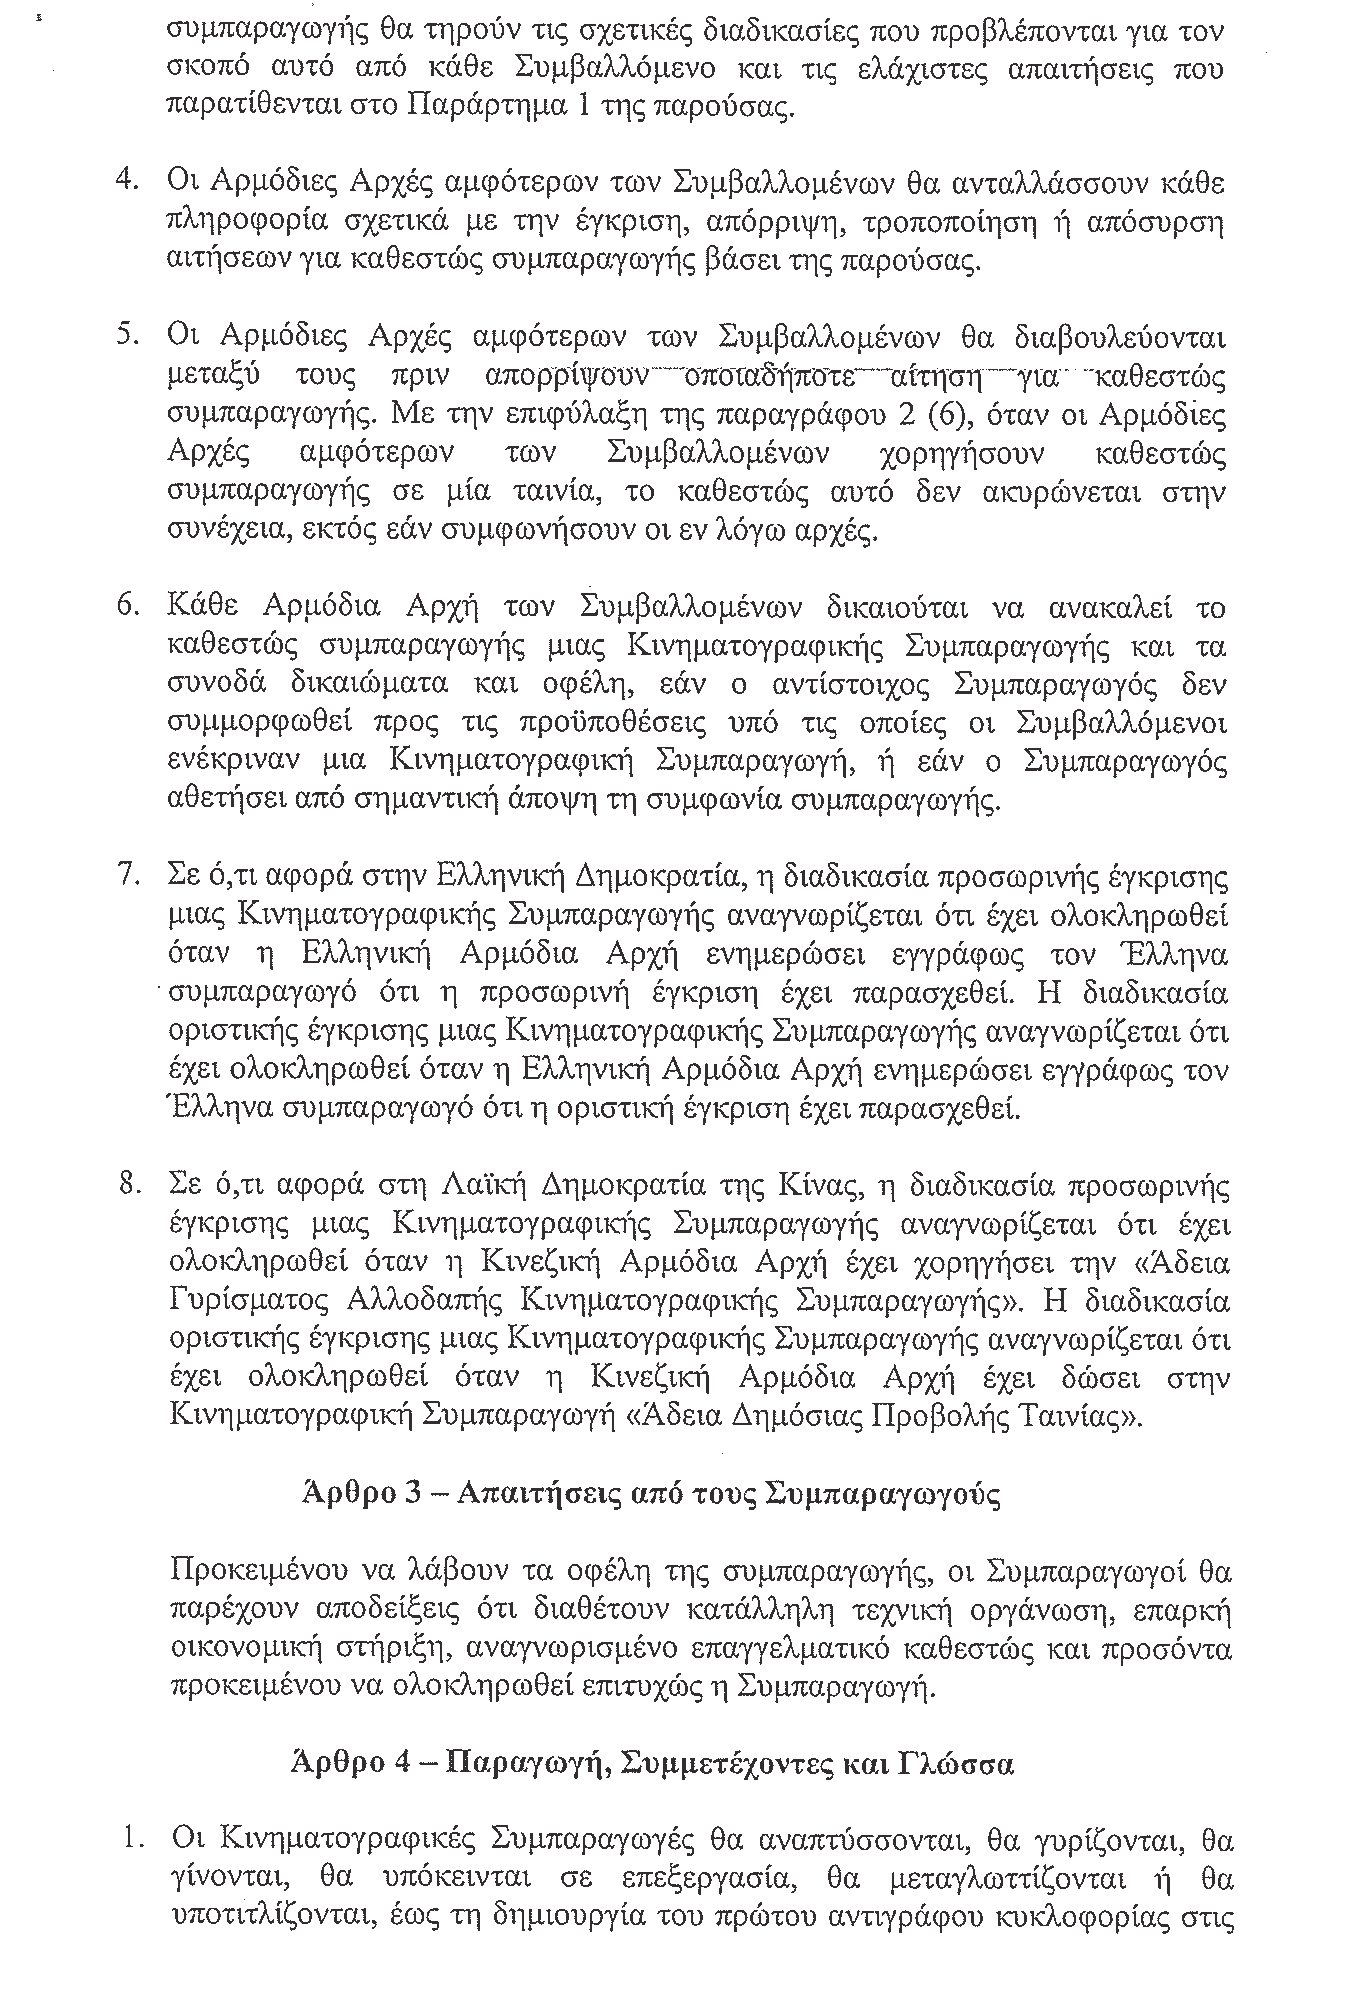 συμπαραγωγής θα τηρούν τις σχετικές διαδικασίες που προβλέπονται για τον
σκοπό αυτό από κάθε Συμβαλλόμενο και τις ελάχιστες απαιτήσεις που
παρατίθενται στο Παράρτημα 1 της παρούσας.
4. Οι Αρμόδιες Αρχές αμφότερων των Συμβαλλομένων θα ανταλλάσσουν κάθε
πληροφορία σχετικά με την έγκριση, απόρριψη, τροποποίηση ή απόσυρση
αιτήσεων για καθεστώς συμπαραγωγής βάσει της παρούσας.
5. Οι Αρμόδιες Αρχές αμφότερων των Συμβαλλομένων θα διαβουλεύονται
μεταξύ τους πριν απορρίψουν οποιαδήποτε αίτηση για καθεστώς
συμπαραγωγής. Με την επιφύλαξη της παραγράφου 2 (6), όταν οι Αρμόδιες
Αρχές αμφότερων των Συμβαλλομένων χορηγήσουν καθεστώς
συμπαραγωγής σε μία ταινία, το καθεστώς αυτό δεν ακυρώνεται στην
συνέχεια, εκτός εάν συμφωνήσουν οι εν λόγω αρχές.
6. Κάθε Αρμόδια Αρχή των Συμβαλλομένων δικαιούται να ανακαλεί το
καθεστώς συμπαραγωγής μιας Κινηματογραφικής Συμπαραγωγής και τα
συνοδά δικαιώματα και οφέλη, εάν ο αντίστοιχος Συμπαραγωγός δεν
συμμορφωθεί προς τις προϋποθέσεις υπό τις οποίες οι Συμβαλλόμενοι
ενέκριναν μια Κινηματογραφική Συμπαραγωγή, ή εάν ο Συμπαραγωγός
αθετήσει από σημαντική άποψη τη συμφωνία συμπαραγωγής.
7. Σε ό,τι αφορά στην Ελληνική Δημοκρατία, η διαδικασία προσωρινής έγκρισης
μιας Κινηματογραφικής Συμπαραγωγής αναγνωρίζεται ότι έχει ολοκληρωθεί
όταν η Ελληνική Αρμόδια Αρχή ενημερώσει εγγράφως τον Έλληνα
συμπαραγωγό ότι η προσωρινή έγκριση έχει παρασχεθεί. Η διαδικασία
οριστικής έγκρισης μιας Κινηματογραφικής Συμπαραγωγής αναγνωρίζεται ότι
έχει ολοκληρωθεί όταν η Ελληνική Αρμόδια Αρχή ενημερώσει εγγράφως τον
Έλληνα συμπαραγωγό ότι η οριστική έγκριση έχει παρασχεθεί.
8. Σε ό,τι αφορά στη Λαϊκή Δημοκρατία της Κίνας, η διαδικασία προσωρινής
έγκρισης μιας Κινηματογραφικής Συμπαραγωγής αναγνωρίζεται ότι έχει
ολοκληρωθεί όταν η Κινεζική Αρμόδια Αρχή έχει χορηγήσει την «Άδεια
Γυρίσματος Αλλοδαπής Κινηματογραφικής Συμπαραγωγής». Η διαδικασία
οριστικής έγκρισης μιας Κινηματογραφικής Συμπαραγωγής αναγνωρίζεται ότι
έχει ολοκληρωθεί όταν η Κινεζική Αρμόδια Αρχή έχει δώσει στην
Κινηματογραφική Συμπαραγωγή «Άδεια Δημόσιας Προβολής Ταινίας».
Άρθρο 3 – Απαιτήσεις από τους Συμπαραγωγούς
Προκειμένου να λάβουν τα οφέλη της συμπαραγωγής, οι Συμπαραγωγοί θα
παρέχουν αποδείξεις ότι διαθέτουν κατάλληλη τεχνική οργάνωση, επαρκή
οικονομική στήριξη, αναγνωρισμένο επαγγελματικό καθεστώς και προσόντα
προκειμένου να ολοκληρωθεί επιτυχώς η Συμπαραγωγή.
Άρθρο 4 – Παραγωγή, Συμμετέχοντες και Γλώσσα
1. Οι Κινηματογραφικές Συμπαραγωγές θα αναπτύσσονται, θα γυρίζονται, θα
γίνονται, θα υπόκεινται σε επεξεργασία, θα μεταγλωττίζονται ή θα
υποτιτλίζονται, έως τη δημιουργία του πρώτου αντιγράφου κυκλοφορίας στις